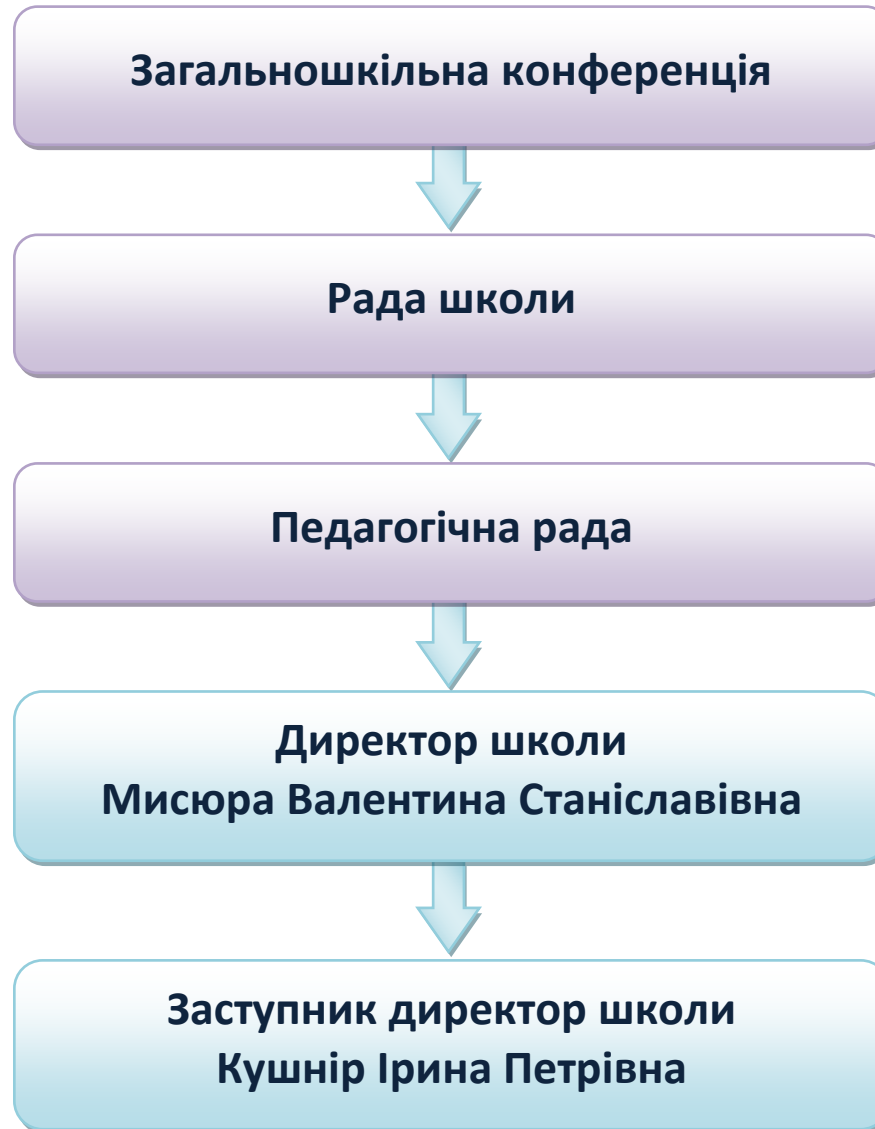 Загальношкільна конференція
Рада школи
Педагогічна рада
Директор школи
Мисюра Валентина Станіславівна
Заступник директор школи
Кушнір Ірина Петрівна